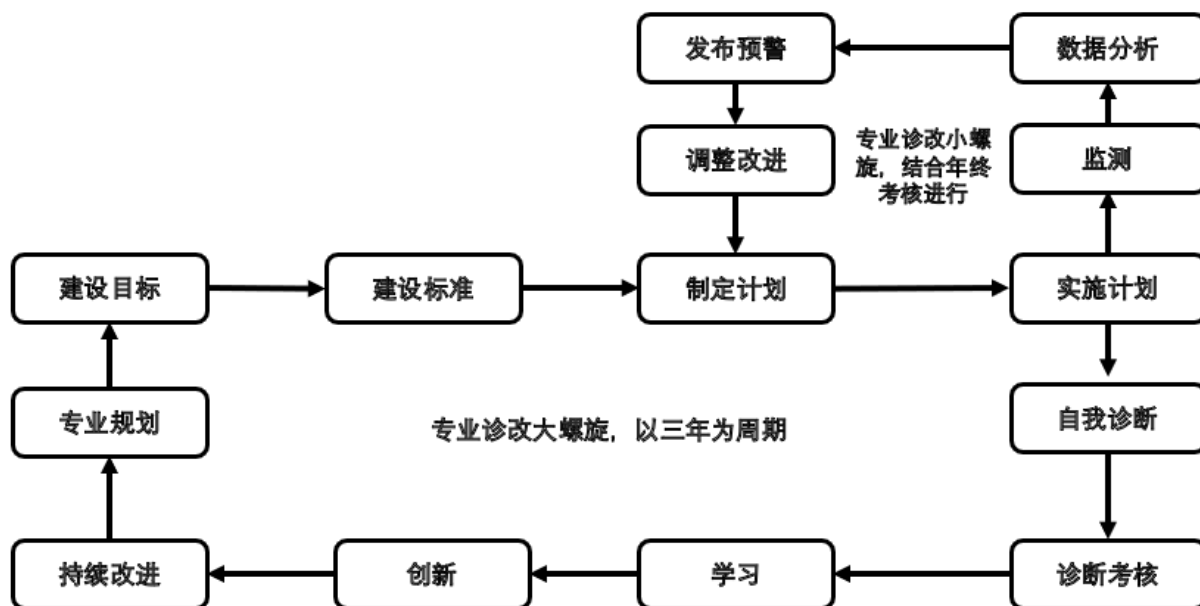 发布预警
数据分析
调整改进
专业诊改小螺
旋，结合年终
考核进行
监测
建设目标
建设标准
制定计划
实施计划
专业规划
专业诊改大螺旋，以三年为周期
自我诊断
持续改进
创新
学习
诊断考核